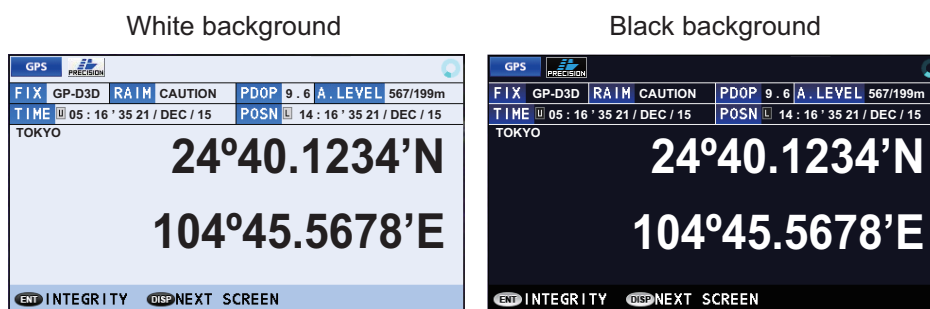 White background
GPS PRECISION
FIX GP-D3D RAIM CAUTION PDOP 9 . 6 A.LEVEL 567/199m
TIME U 05 : 16 ' 35 21 / DEC / 15 POSN L 14 : 16 ' 35 21 / DEC / 15
TOKYO
24º40.1234’N
104º45.5678’E
ENT INTEGRITY DISP NEXT SCREEN
Black background
GPS PRECISION
FIX GP-D3D RAIM CAUTION PDOP 9 . 6 A.LEVEL 567/199m
TIME U 05 : 16 ' 35 21 / DEC / 15 POSN L 14 : 16 ' 35 21 / DEC / 15
TOKYO
24º40.1234’N
104º45.5678’E
ENT INTEGRITY DISP NEXT SCREEN